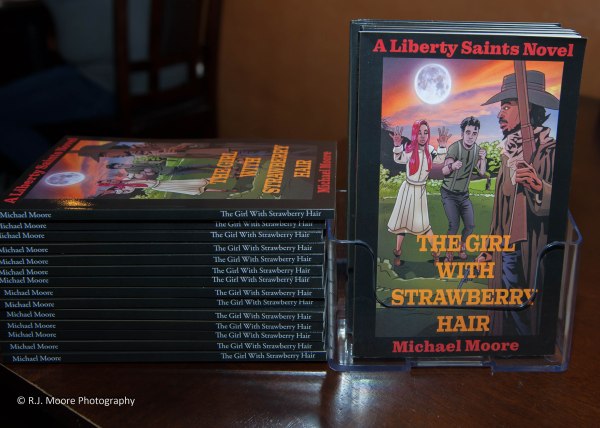 A Liberty Saints Novel
THE GIRL
WITH
STRAWBERRY
HAIR
Michael Moore
A Liberty Saints Novel
THE GIRL
WITH
STRAWBERRY
HAIR
Michael Moore
Michael Moore The Girl With Strawberry Hair
Michael Moore The Girl With Strawberry Hair
Michael Moore The Girl With Strawberry Hair
Michael Moore The Girl With Strawberry Hair
Michael Moore The Girl With Strawberry Hair
Michael Moore The Girl With Strawberry Hair
Michael Moore The Girl With Strawberry Hair
Michael Moore The Girl With Strawberry Hair
Michael Moore The Girl With Strawberry Hair
Michael Moore The Girl With Strawberry Hair
Michael Moore The Girl With Strawberry Hair
Michael Moore The Girl With Strawberry Hair
Michael Moore The Girl With Strawberry Hair
Michael Moore The Girl With Strawberry Hair
© R.J. Moore Photography